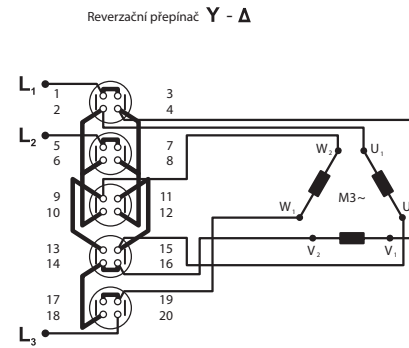 Reverzační přepínač Y - Δ
L₁
1 3
2 4
L₂
5 7
6 8
W₂ U₁
9 11
10 12
W₁ M3~ U
13 15
14 16
V₂ V₁
17 19
18 20
L₃